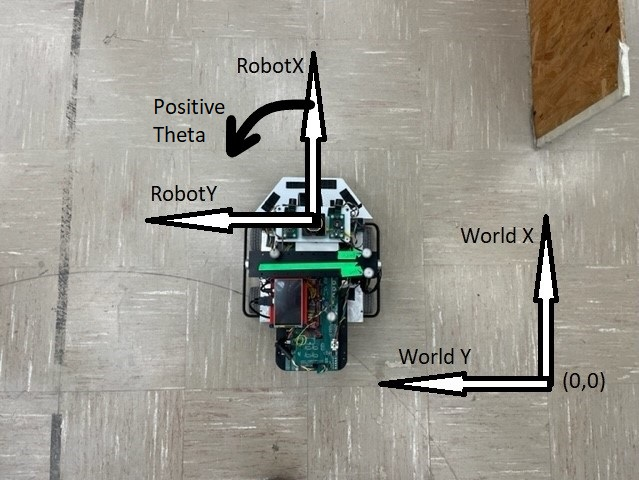 RobotX
Positive
Theta
RobotY
World X
World Y
(0,0)